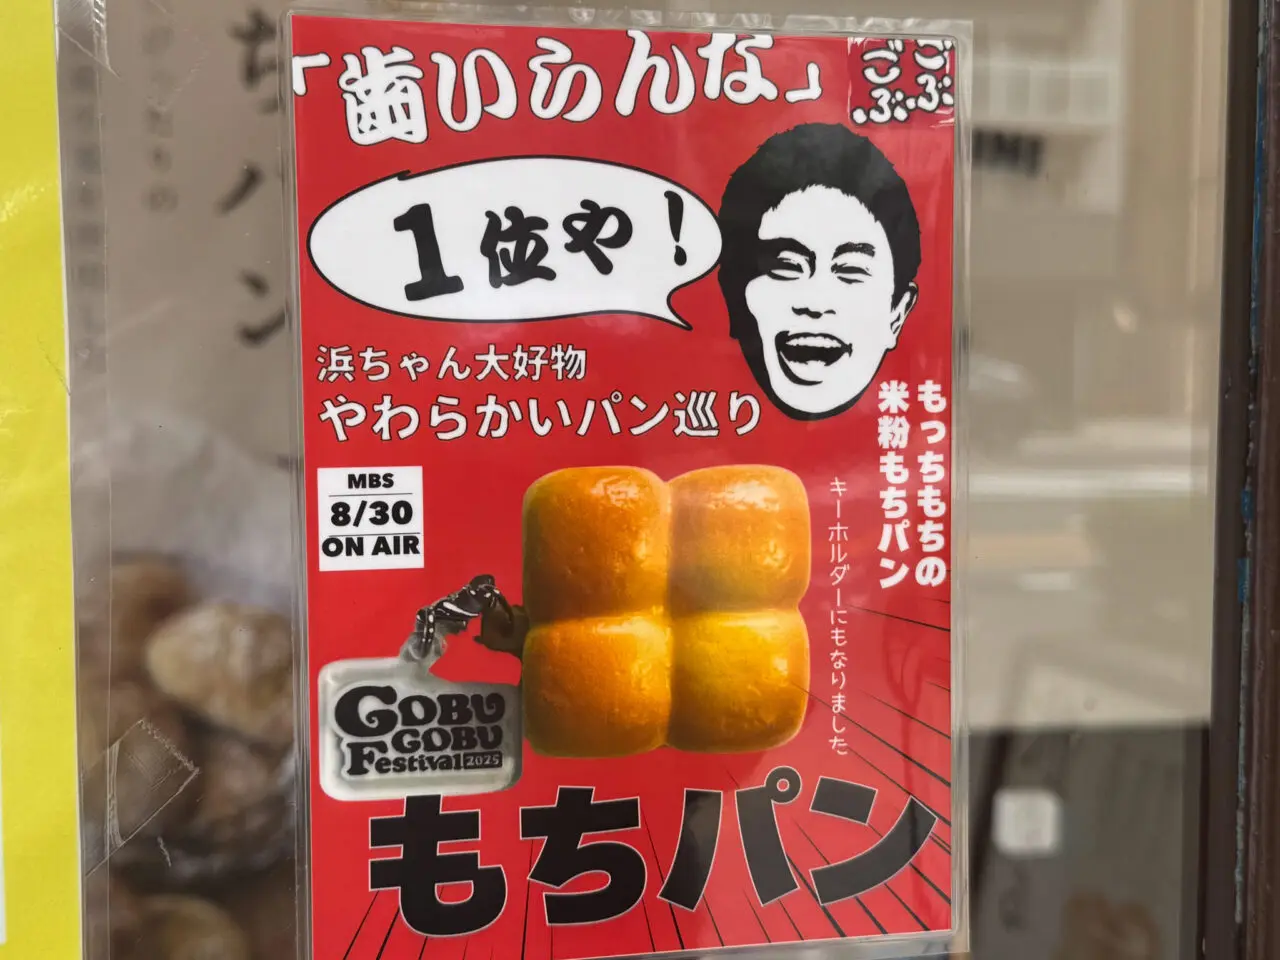 「歯いらんな」
ごぶ
ごぶ
1位や！
浜ちゃん大好物
やわらかいパン巡り
もっちもちの
米粉もちパン
MBS
8/30
ON AIR
キーホルダーにもなりました
GOBU
GOBU
Festival 2025
もちパン